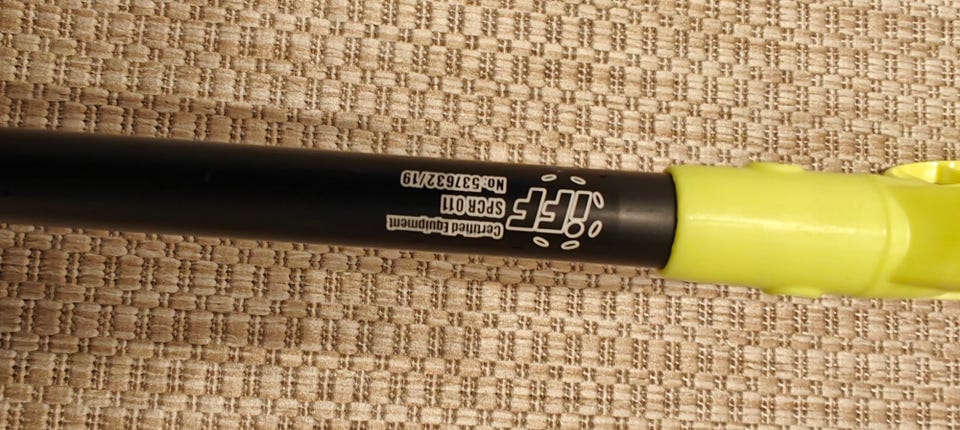 iFF
Certified Equipment
SPCR 011
No: 537632/19